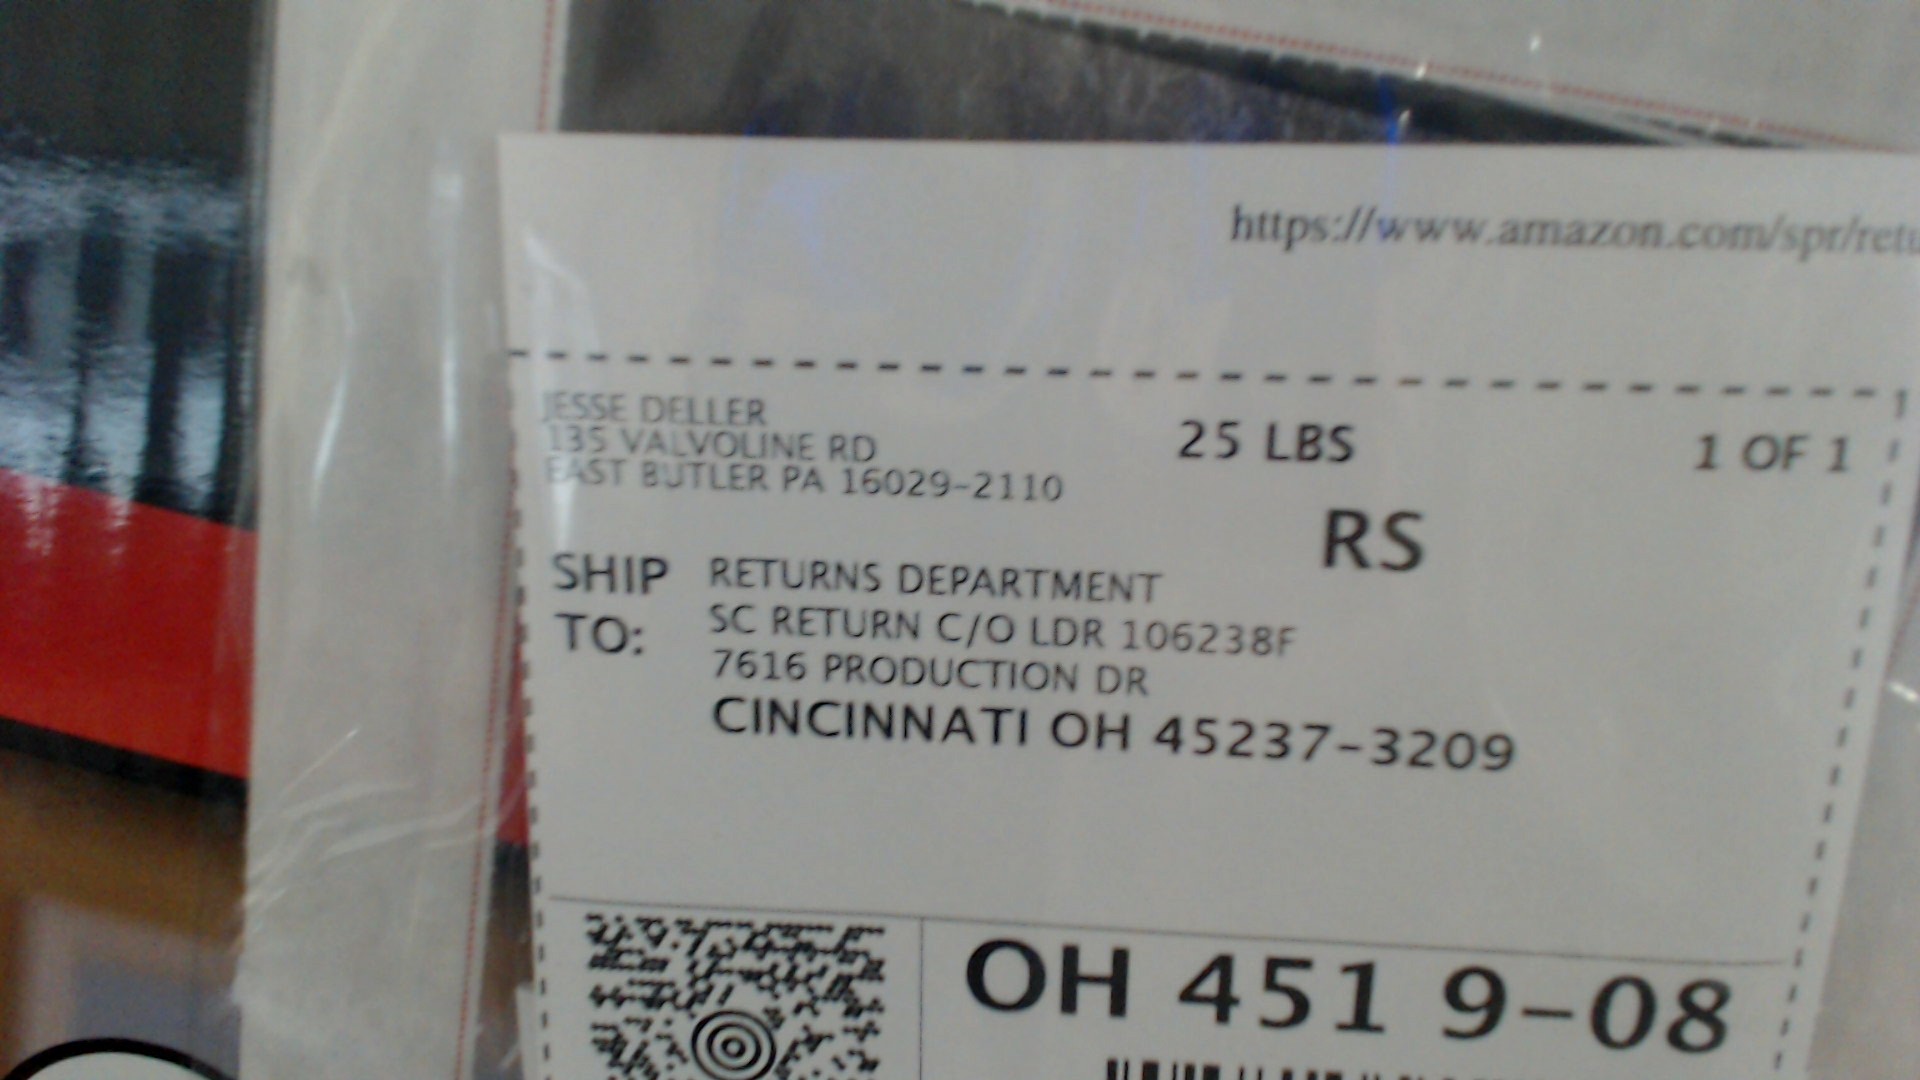 https://www.amazon.com/spr/retu
JESSE DELLER
135 VALVOLINE RD
EAST BUTLER PA 16029-2110
25 LBS
1 OF 1
RS
SHIP TO:
RETURNS DEPARTMENT
SC RETURN C/O LDR 106238F
7616 PRODUCTION DR
CINCINNATI OH 45237-3209
OH 451 9-08